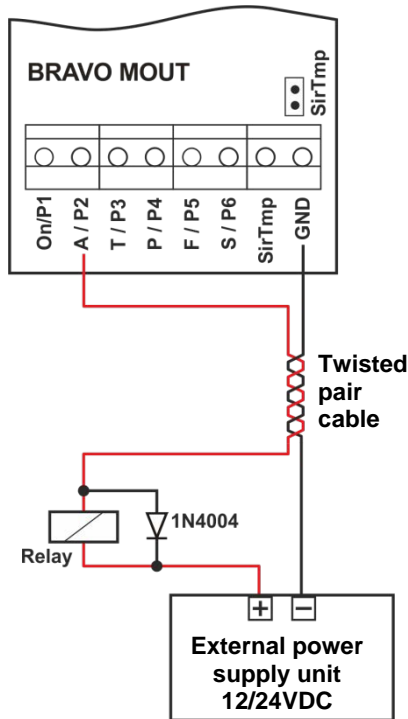 BRAVO MOUT
SirTmp
On/P1
A / P2
T / P3
P / P4
F / P5
S / P6
SirTmp
GND
Twisted
pair
cable
1N4004
Relay
+ −
External power
supply unit
12/24VDC